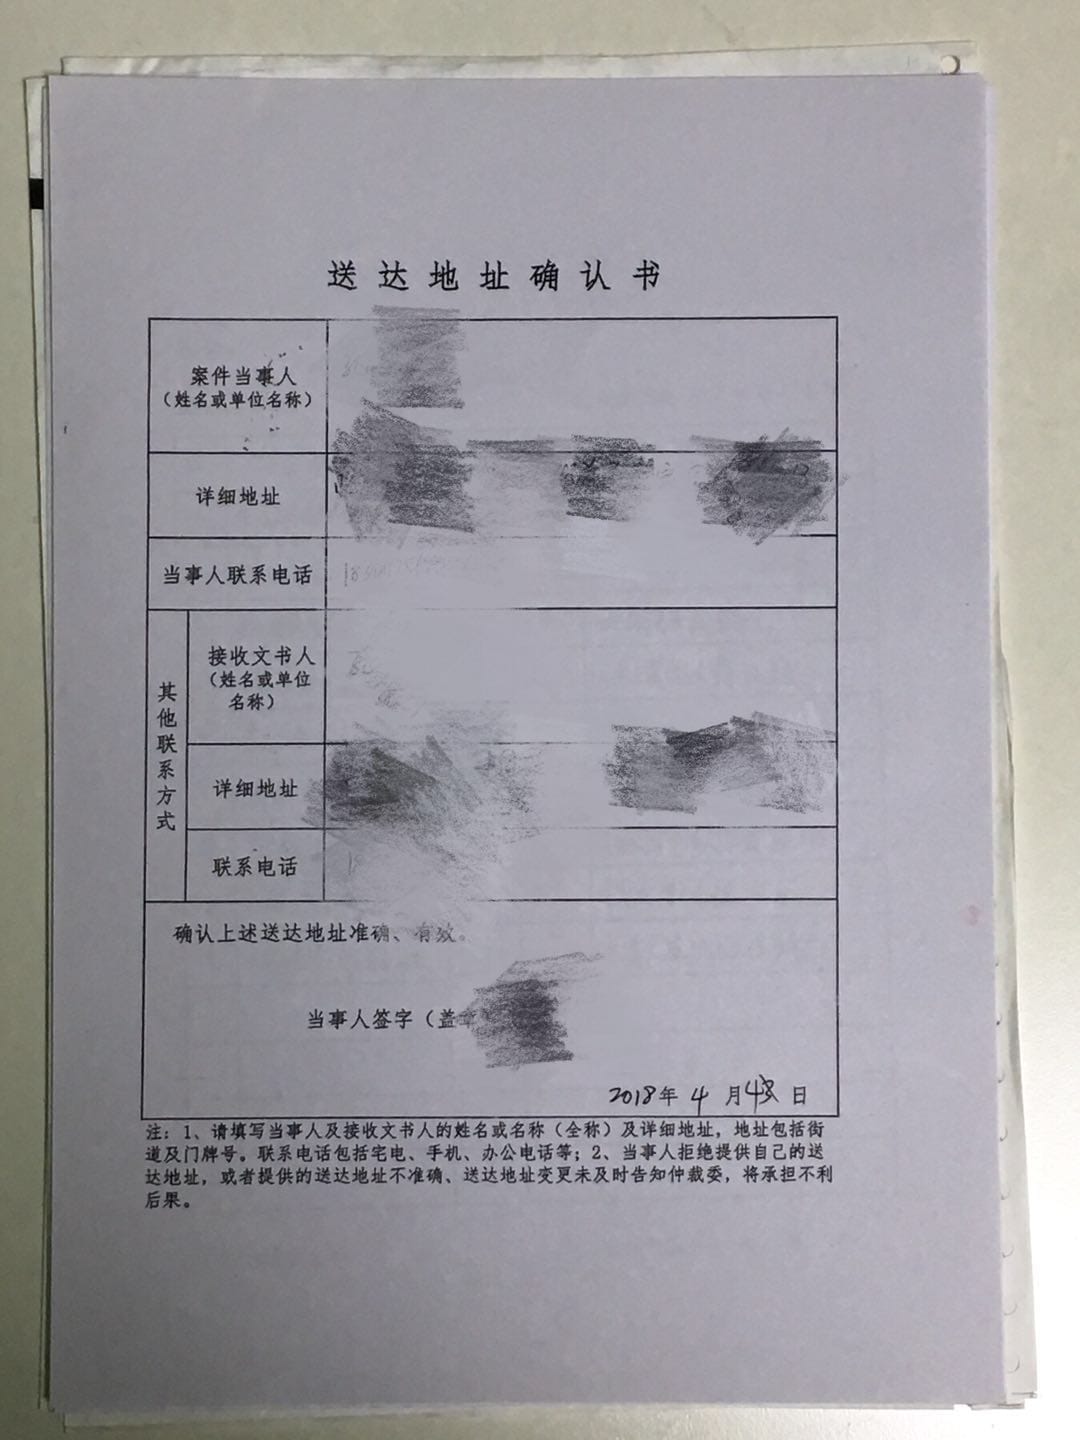 送达地址确认书
案件当事人
（姓名或单位名称）
详细地址
当事人联系电话
其他联系方式
接收文书人
（姓名或单位
名称）
详细地址
联系电话
确认上述送达地址准确、有效。
当事人签字（盖章
2018年 4 月 日
注：1、请填写当事人及接收文书人的姓名或名称（全称）及详细地址，地址包括街
道及门牌号。联系电话包括宅电、手机、办公电话等；2、当事人拒绝提供自己的送
达地址，或者提供的送达地址不准确、送达地址变更未及时告知仲裁委，将承担不利
后果。